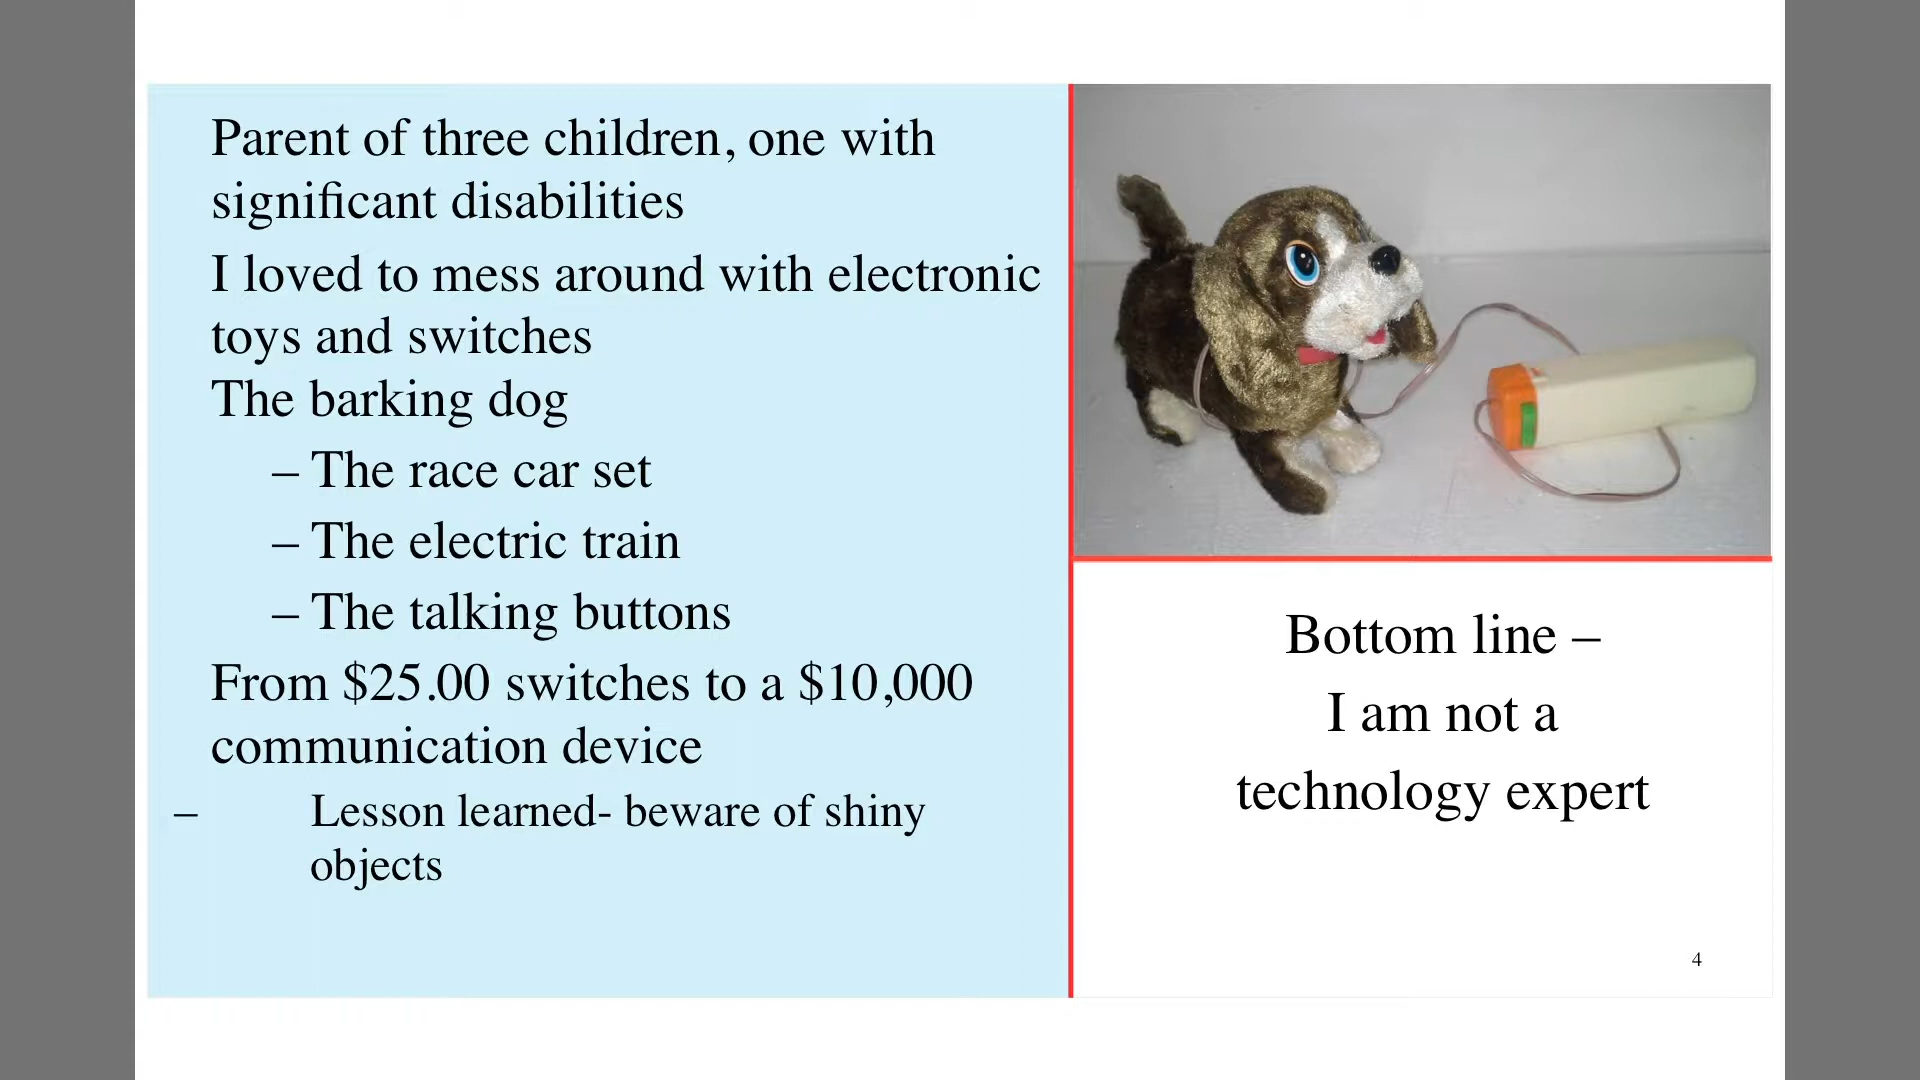 Parent of three children, one with
significant disabilities
I loved to mess around with electronic
toys and switches
The barking dog
– The race car set
– The electric train
– The talking buttons
From $25.00 switches to a $10,000
communication device
– Lesson learned- beware of shiny
objects
Bottom line –
I am not a
technology expert
4